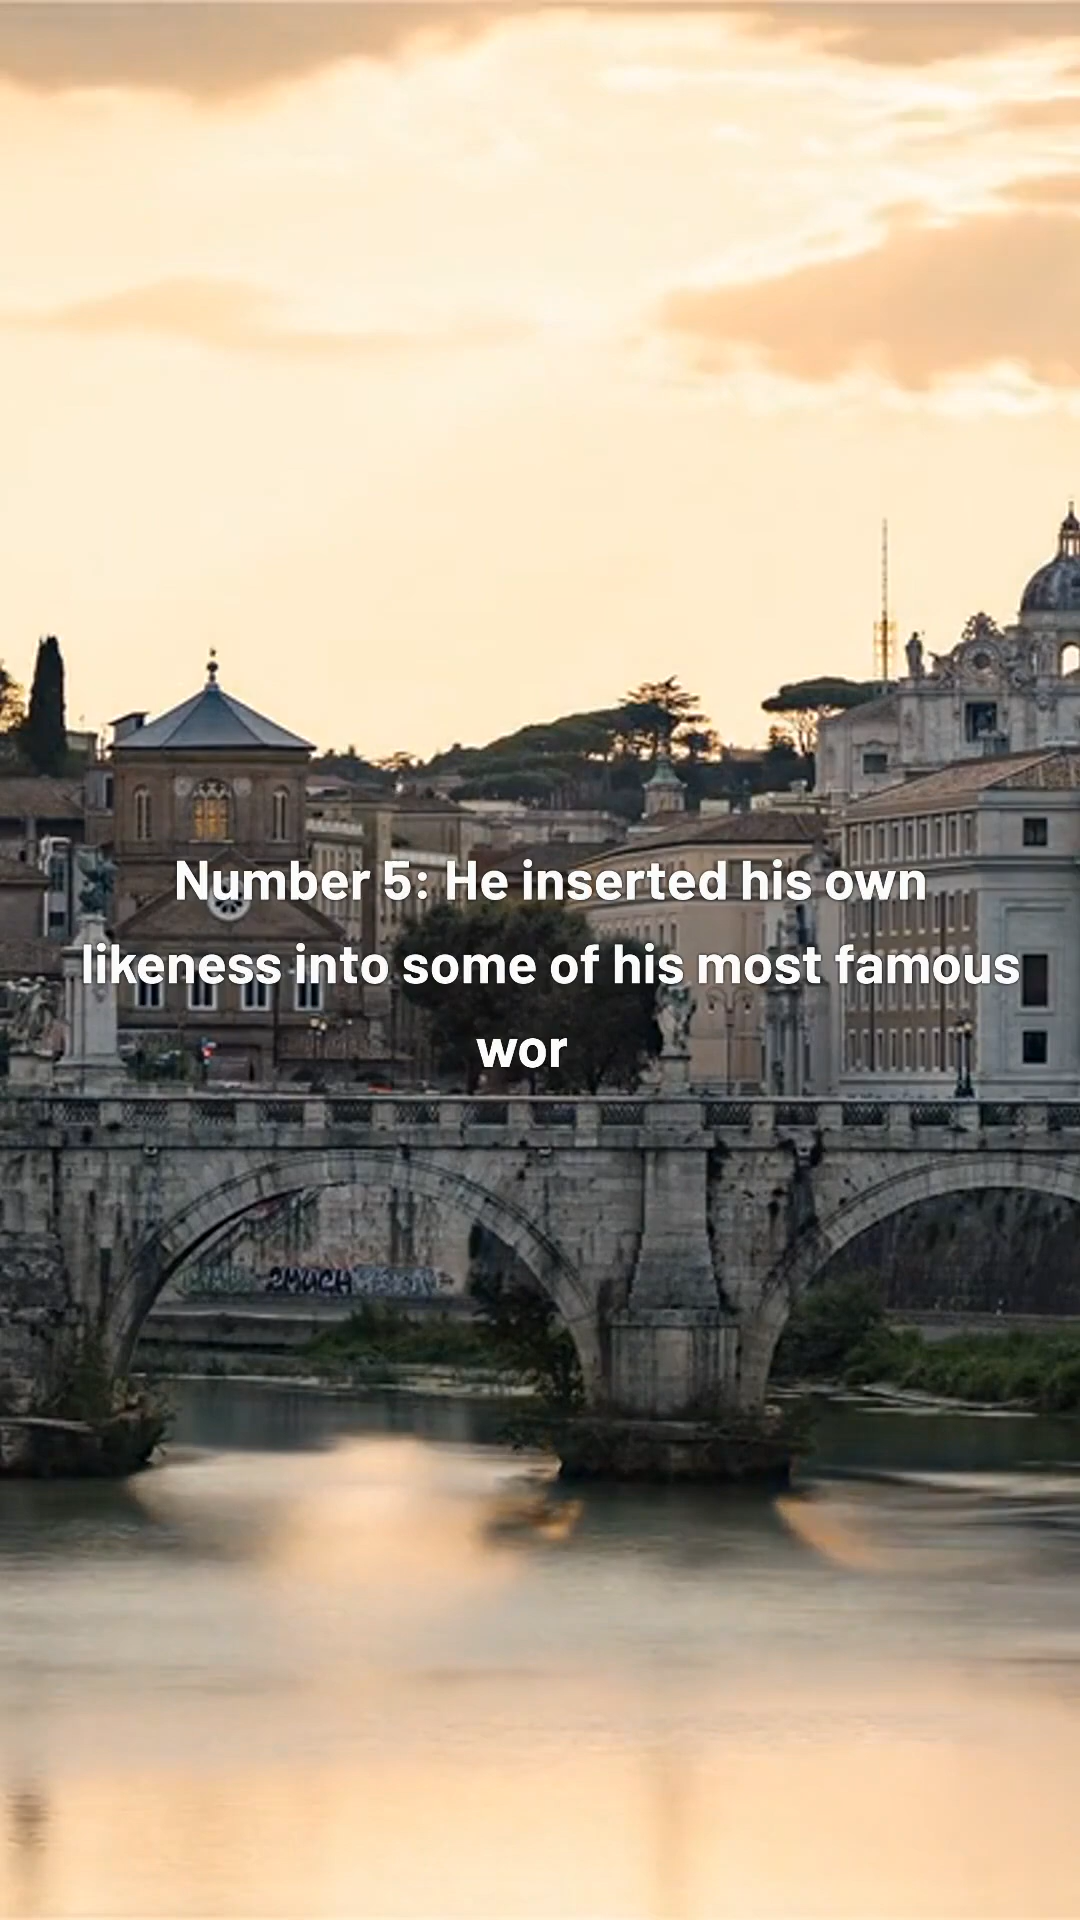 Number 5: He inserted his own
likeness into some of his most famous
wor
2MUCH